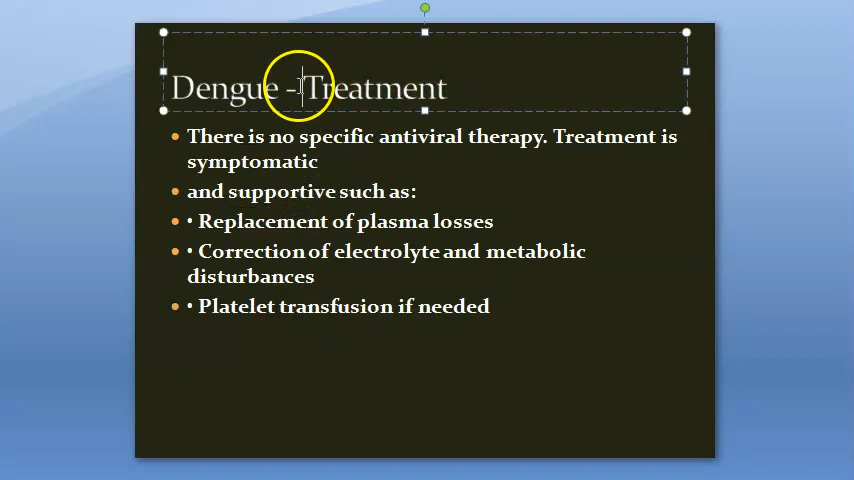 Dengue - Treatment
There is no specific antiviral therapy. Treatment is
symptomatic
and supportive such as:
• Replacement of plasma losses
• Correction of electrolyte and metabolic
disturbances
• Platelet transfusion if needed